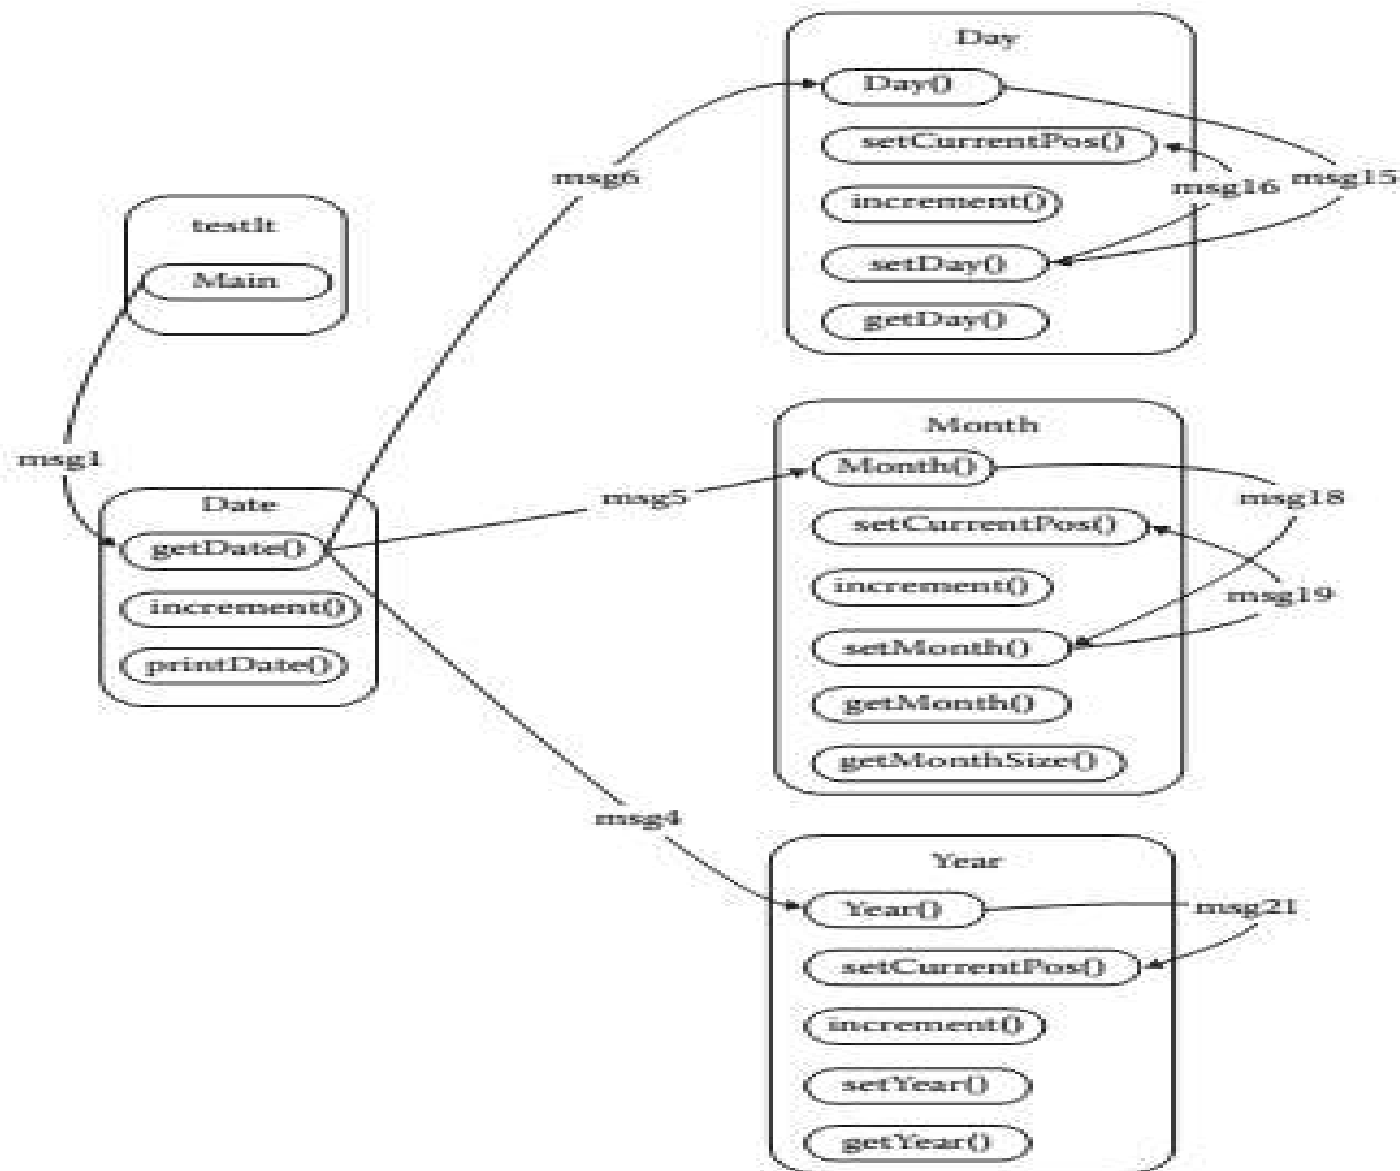 testIt
Main
msg1
Date
getDate()
increment()
printDate()
msg6
msg5
msg4
Day
Day()
setCurrentPos()
increment()
setDay()
getDay()
msg16
msg15
Month
Month()
setCurrentPos()
increment()
setMonth()
getMonth()
getMonthSize()
msg18
msg19
Year
Year()
setCurrentPos()
increment()
setYear()
getYear()
msg21